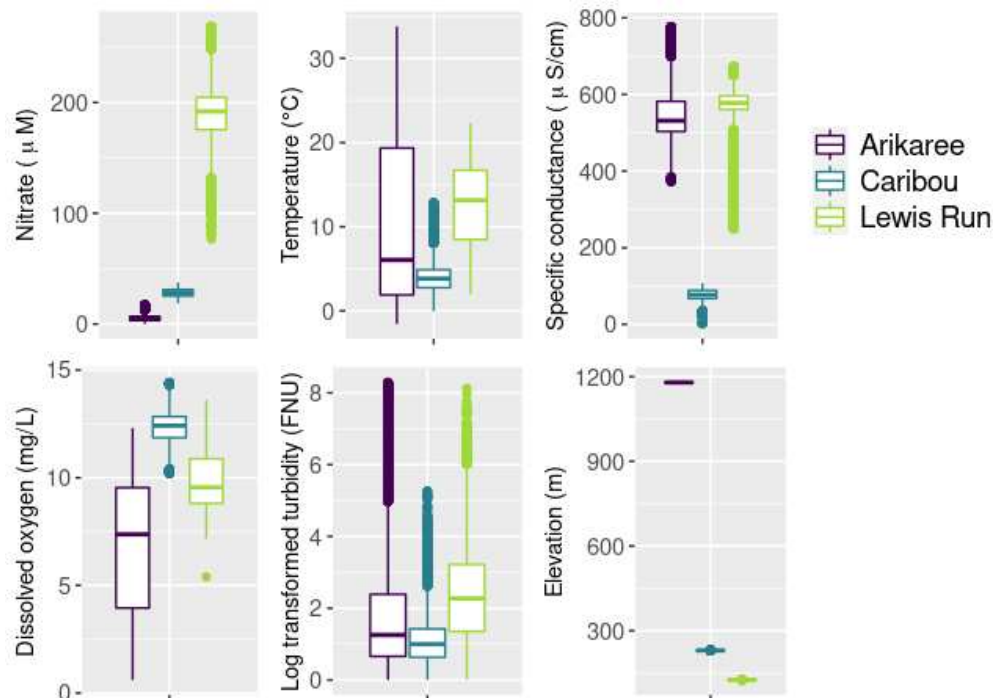 Nitrate ( μ M)
200
100
0
Temperature (°C)
30
20
10
0
Specific conductance ( μ S/cm)
800
600
400
200
0
Arikaree
Caribou
Lewis Run
Dissolved oxygen (mg/L)
15
10
5
0
Log transformed turbidity (FNU)
8
6
4
2
0
Elevation (m)
1200
900
600
300